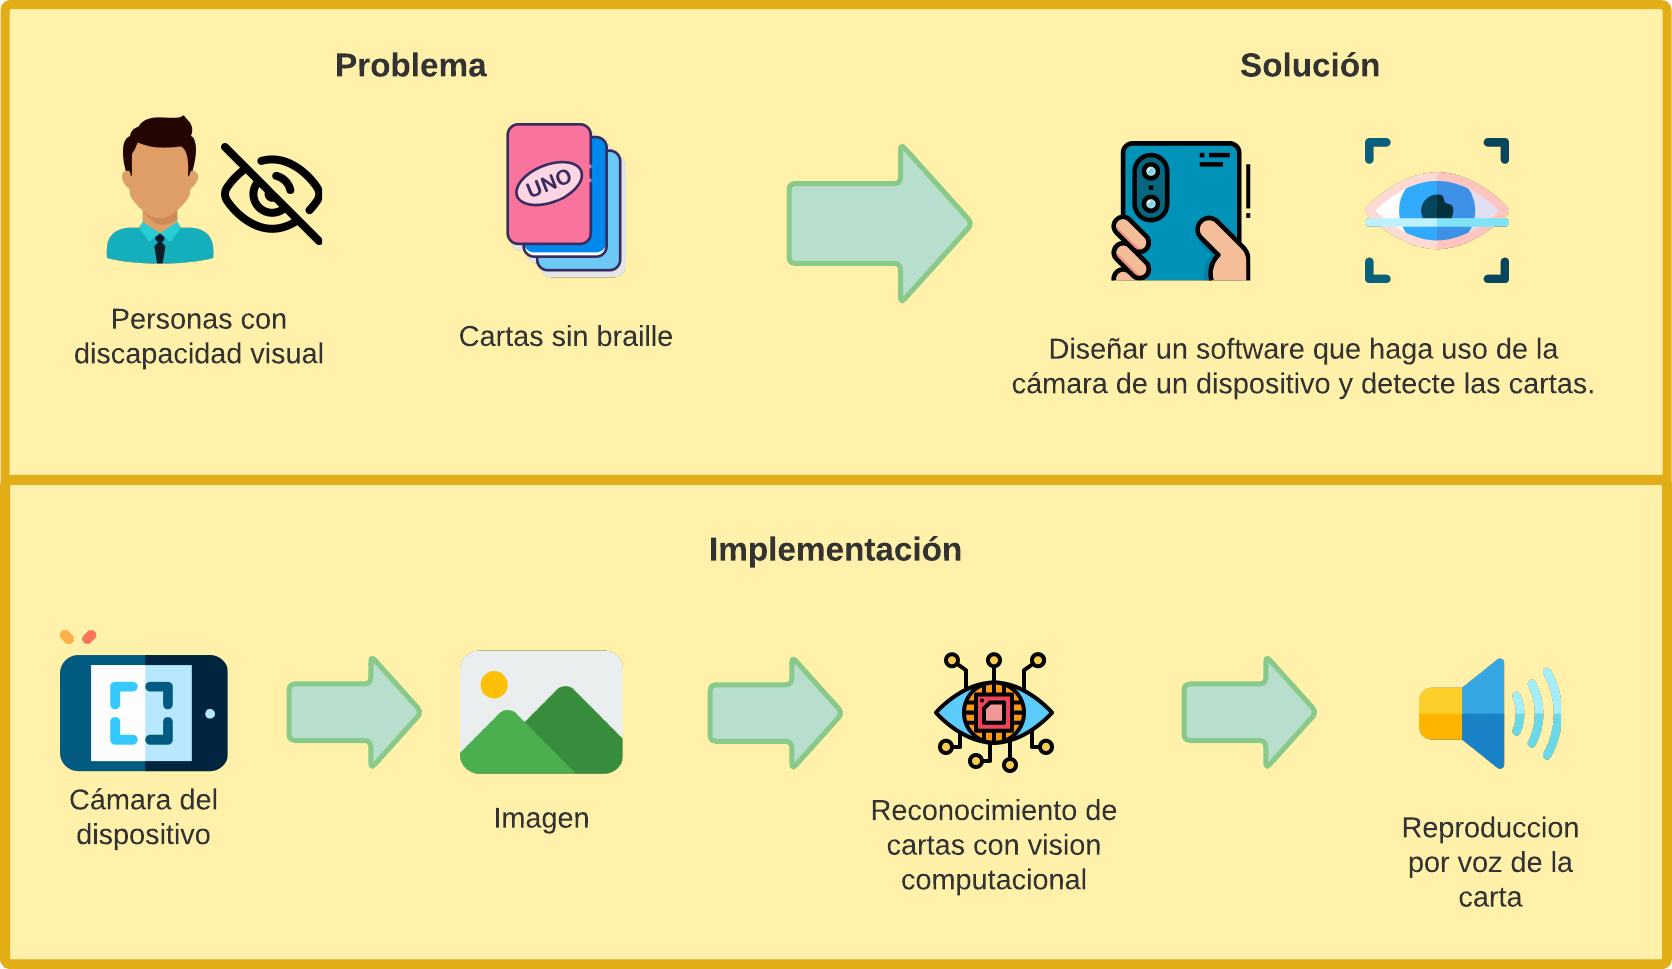 Problema
Solución
UNO
Personas con
discapacidad visual
Cartas sin braille
Diseñar un software que haga uso de la
cámara de un dispositivo y detecte las cartas.
Implementación
Cámara del
dispositivo
Imagen
Reconocimiento de
cartas con vision
computacional
Reproduccion
por voz de la
carta